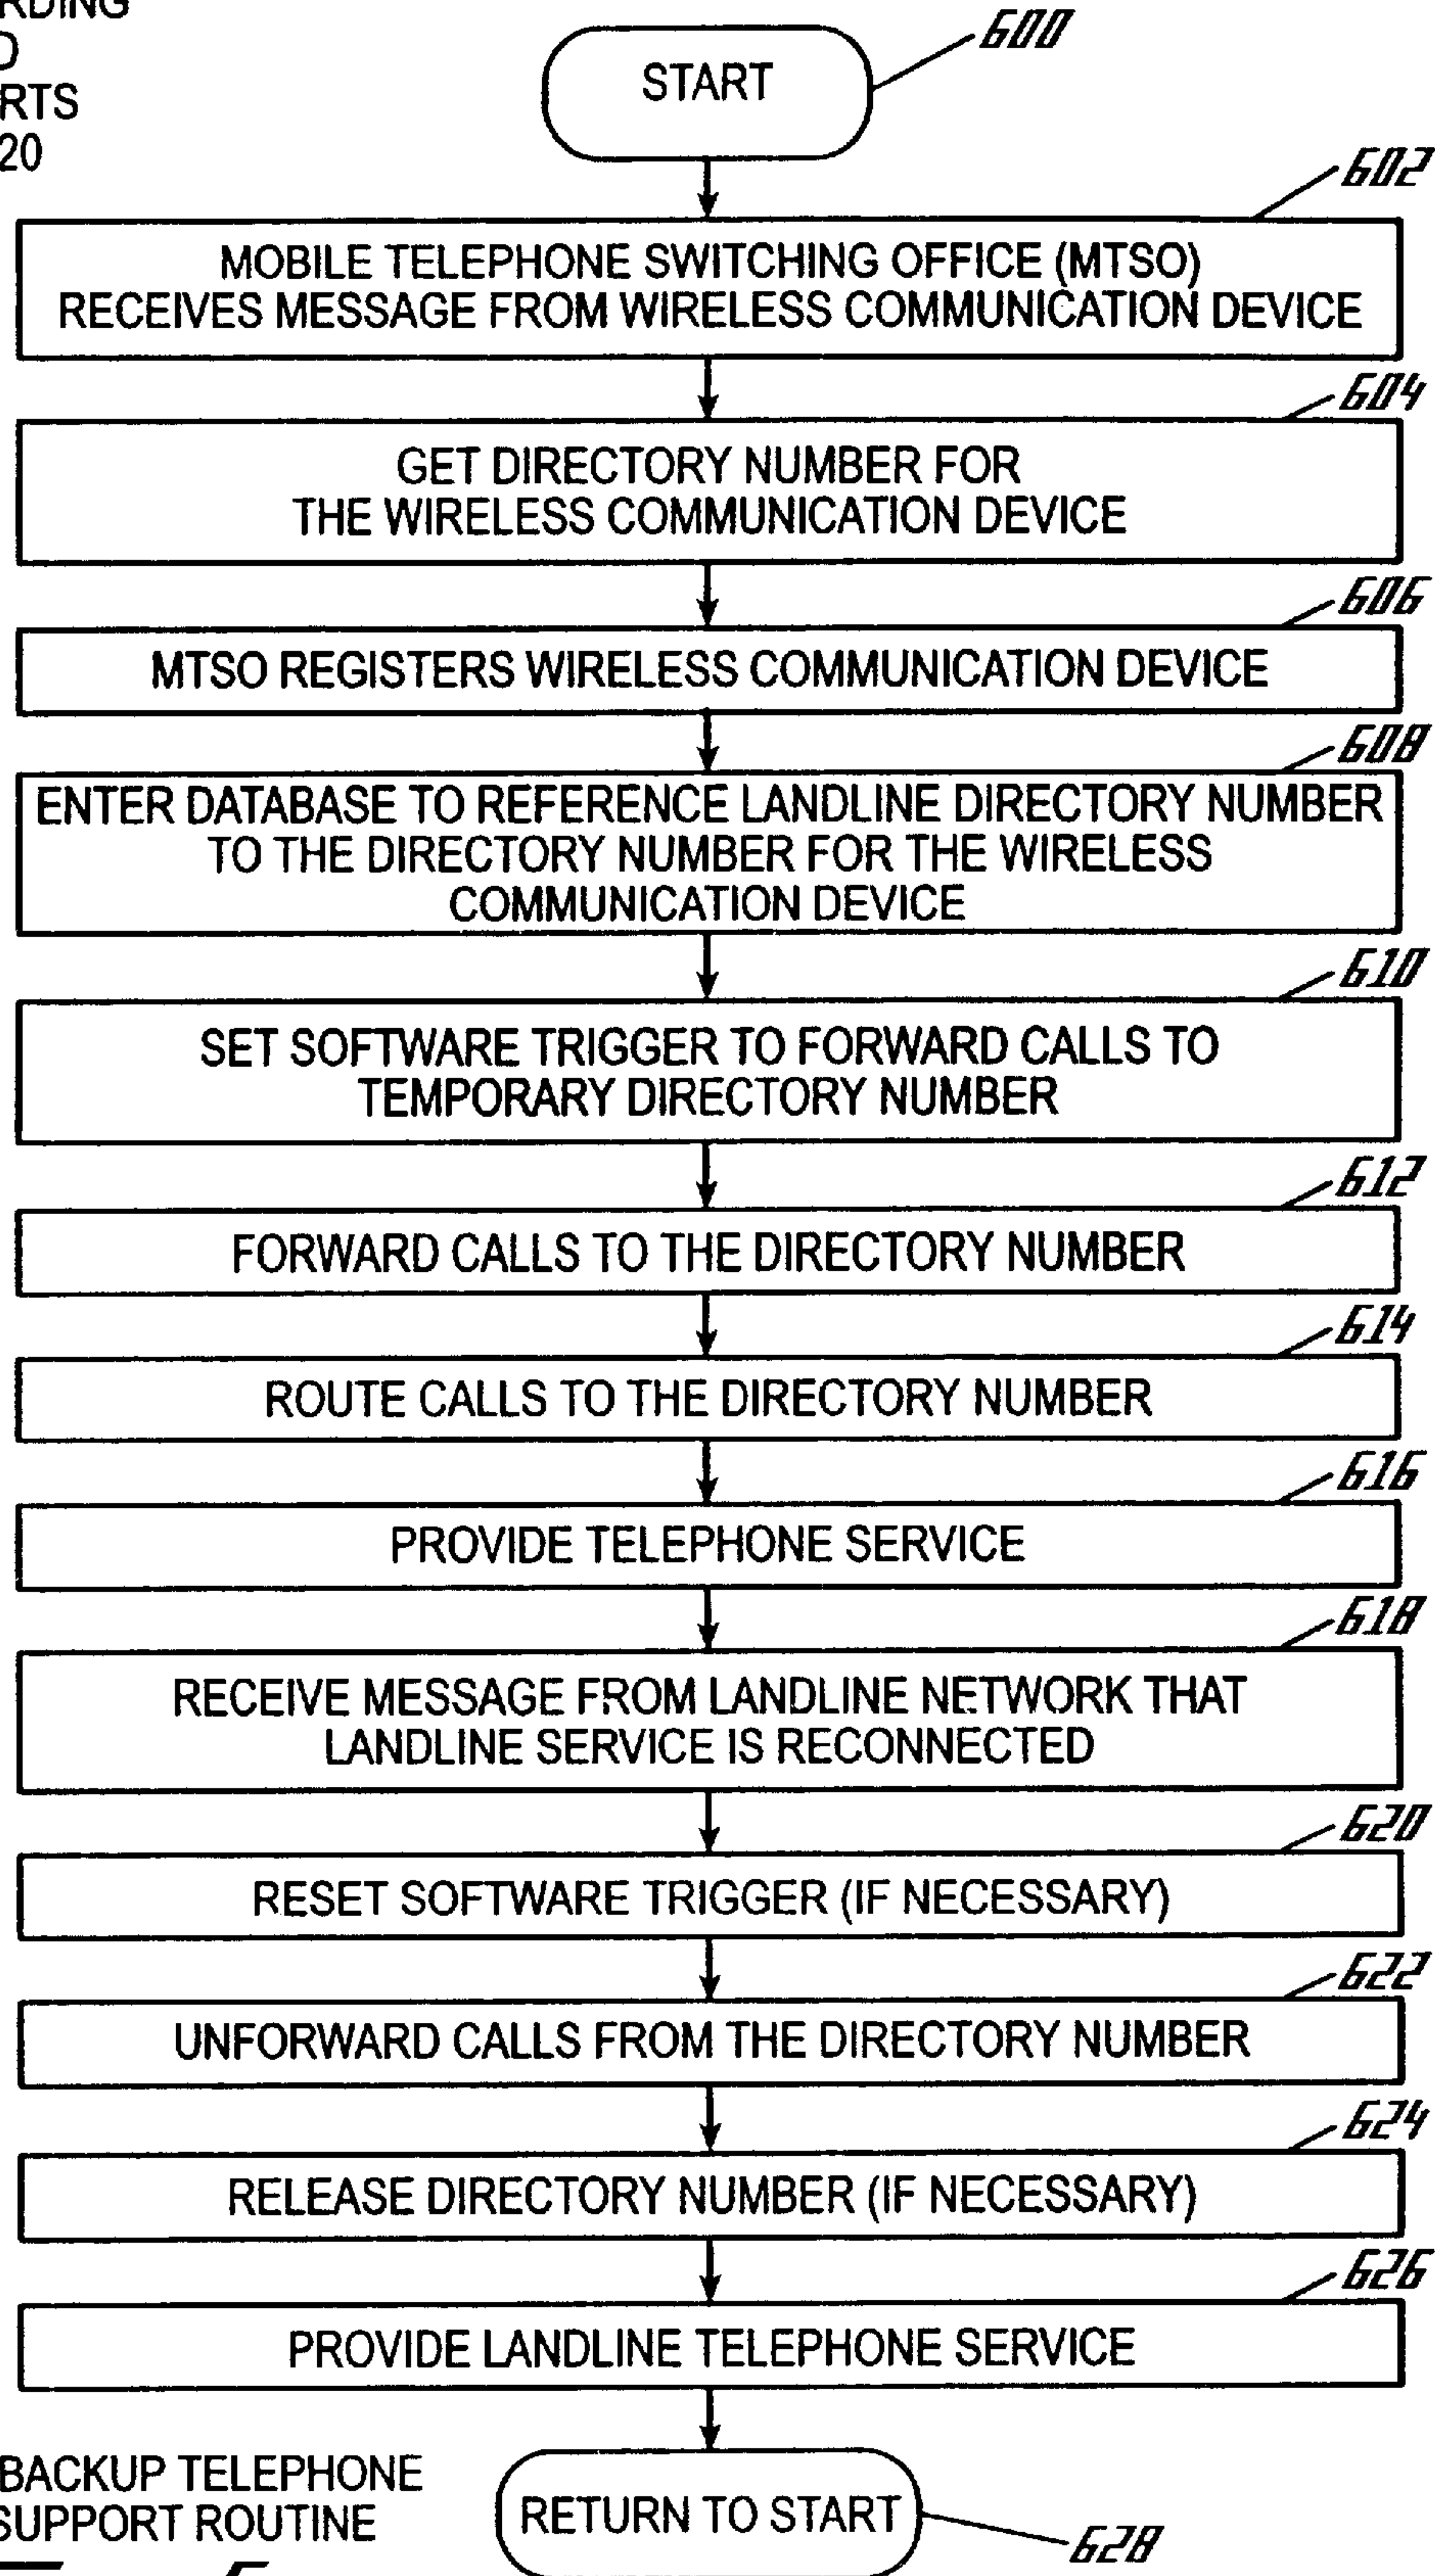 RDING
D
RTS
20
START
600
602
MOBILE TELEPHONE SWITCHING OFFICE (MTSO)
RECEIVES MESSAGE FROM WIRELESS COMMUNICATION DEVICE
604
GET DIRECTORY NUMBER FOR
THE WIRELESS COMMUNICATION DEVICE
606
MTSO REGISTERS WIRELESS COMMUNICATION DEVICE
608
ENTER DATABASE TO REFERENCE LANDLINE DIRECTORY NUMBER
TO THE DIRECTORY NUMBER FOR THE WIRELESS
COMMUNICATION DEVICE
610
SET SOFTWARE TRIGGER TO FORWARD CALLS TO
TEMPORARY DIRECTORY NUMBER
612
FORWARD CALLS TO THE DIRECTORY NUMBER
614
ROUTE CALLS TO THE DIRECTORY NUMBER
616
PROVIDE TELEPHONE SERVICE
618
RECEIVE MESSAGE FROM LANDLINE NETWORK THAT
LANDLINE SERVICE IS RECONNECTED
620
RESET SOFTWARE TRIGGER (IF NECESSARY)
622
UNFORWARD CALLS FROM THE DIRECTORY NUMBER
624
RELEASE DIRECTORY NUMBER (IF NECESSARY)
626
PROVIDE LANDLINE TELEPHONE SERVICE
BACKUP TELEPHONE
SUPPORT ROUTINE
RETURN TO START
628